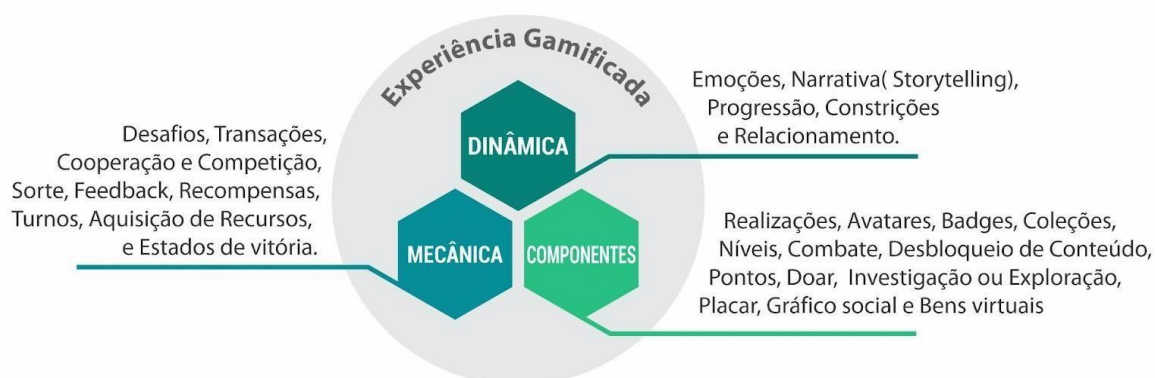 Experiência Gamificada
Emoções, Narrativa( Storytelling),
Progressão, Constrições
e Relacionamento.
DINÂMICA
Desafios, Transações,
Cooperação e Competição,
Sorte, Feedback, Recompensas,
Turnos, Aquisição de Recursos,
e Estados de vitória.
MECÂNICA
COMPONENTES
Realizações, Avatares, Badges, Coleções,
Níveis, Combate, Desbloqueio de Conteúdo,
Pontos, Doar, Investigação ou Exploração,
Placar, Gráfico social e Bens virtuais